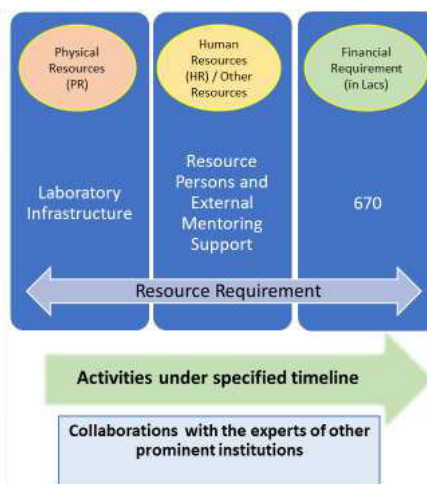 Physical
Resources
(PR)
Human
Resources
(HR) / Other
Resources
Financial
Requirement
(in Lacs)
Laboratory
Infrastructure
Resource
Persons and
External
Mentoring
Support
670
Resource Requirement
Activities under specified timeline
Collaborations with the experts of other
prominent institutions